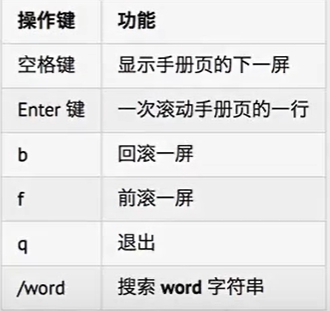 操作键 功能
空格键 显示手册页的下一屏
Enter 键 一次滚动手册页的一行
b 回滚一屏
f 前滚一屏
q 退出
/word 搜索 word 字符串